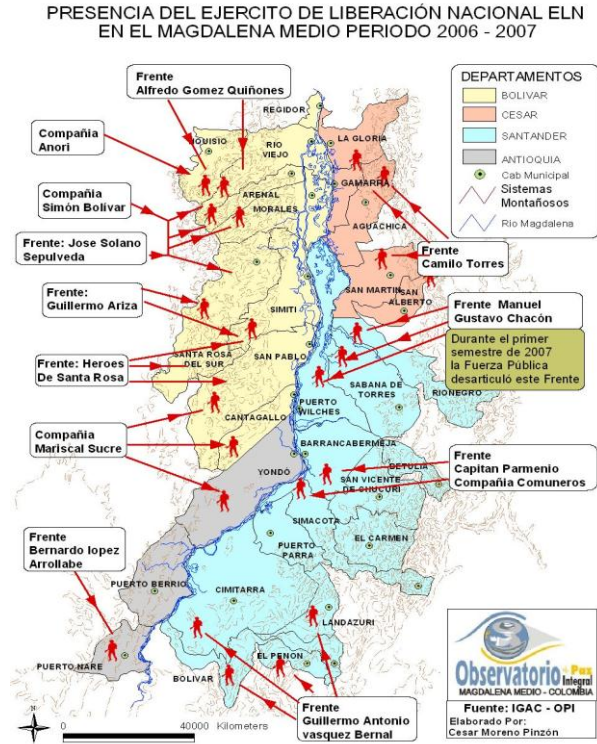 PRESENCIA DEL EJERCITO DE LIBERACIÓN NACIONAL ELN
EN EL MAGDALENA MEDIO PERIODO 2006 - 2007
Frente
Alfredo Gomez Quiñones
Compañia
Anori
Compañia
Simón Bolivar
Frente: Jose Solano
Sepulveda
Frente:
Guillermo Ariza
Frente: Heroes
De Santa Rosa
Compañia
Mariscal Sucre
Frente
Bernardo lopez
Arrollabe
DEPARTAMENTOS
BOLIVAR
CESAR
SANTANDER
ANTIOQUIA
Cab Municipal
Sistemas
Montañosos
Rio Magdalena
Frente
Camilo Torres
Frente Manuel
Gustavo Chacón
Durante el primer
semestre de 2007
la Fuerza Pública
desarticuló este Frente
Frente
Capitan Parmenio
Compañia Comuneros
Frente
Guillermo Antonio
vasquez Bernal
REGIDOR
RIO
VIEJO
LA GLORIA
GAMARRA
ARENAL
MORALES
AGUACHICA
SAN MARTIN
SAN
ALBERTO
SIMITI
SANTA ROSA
DEL SUR
SAN PABLO
CANTAGALLO
PUERTO
WILCHES
SABANA DE
TORRES
RIONEGRO
BARRANCABERMEJA
YONDÓ
BETULIA
SAN VICENTE
DE CHUCURI
SIMACOTA
EL CARMEN
PUERTO
PARRA
PUERTO BERRIO
CIMITARRA
LANDAZURI
PUERTO NARE
EL PENON
BOLIVAR
0 40000 Kilometers
Observatorio de Paz
Integral
MAGDALENA MEDIO - COLOMBIA
Fuente: IGAC - OPI
Elaborado Por:
Cesar Moreno Pinzón